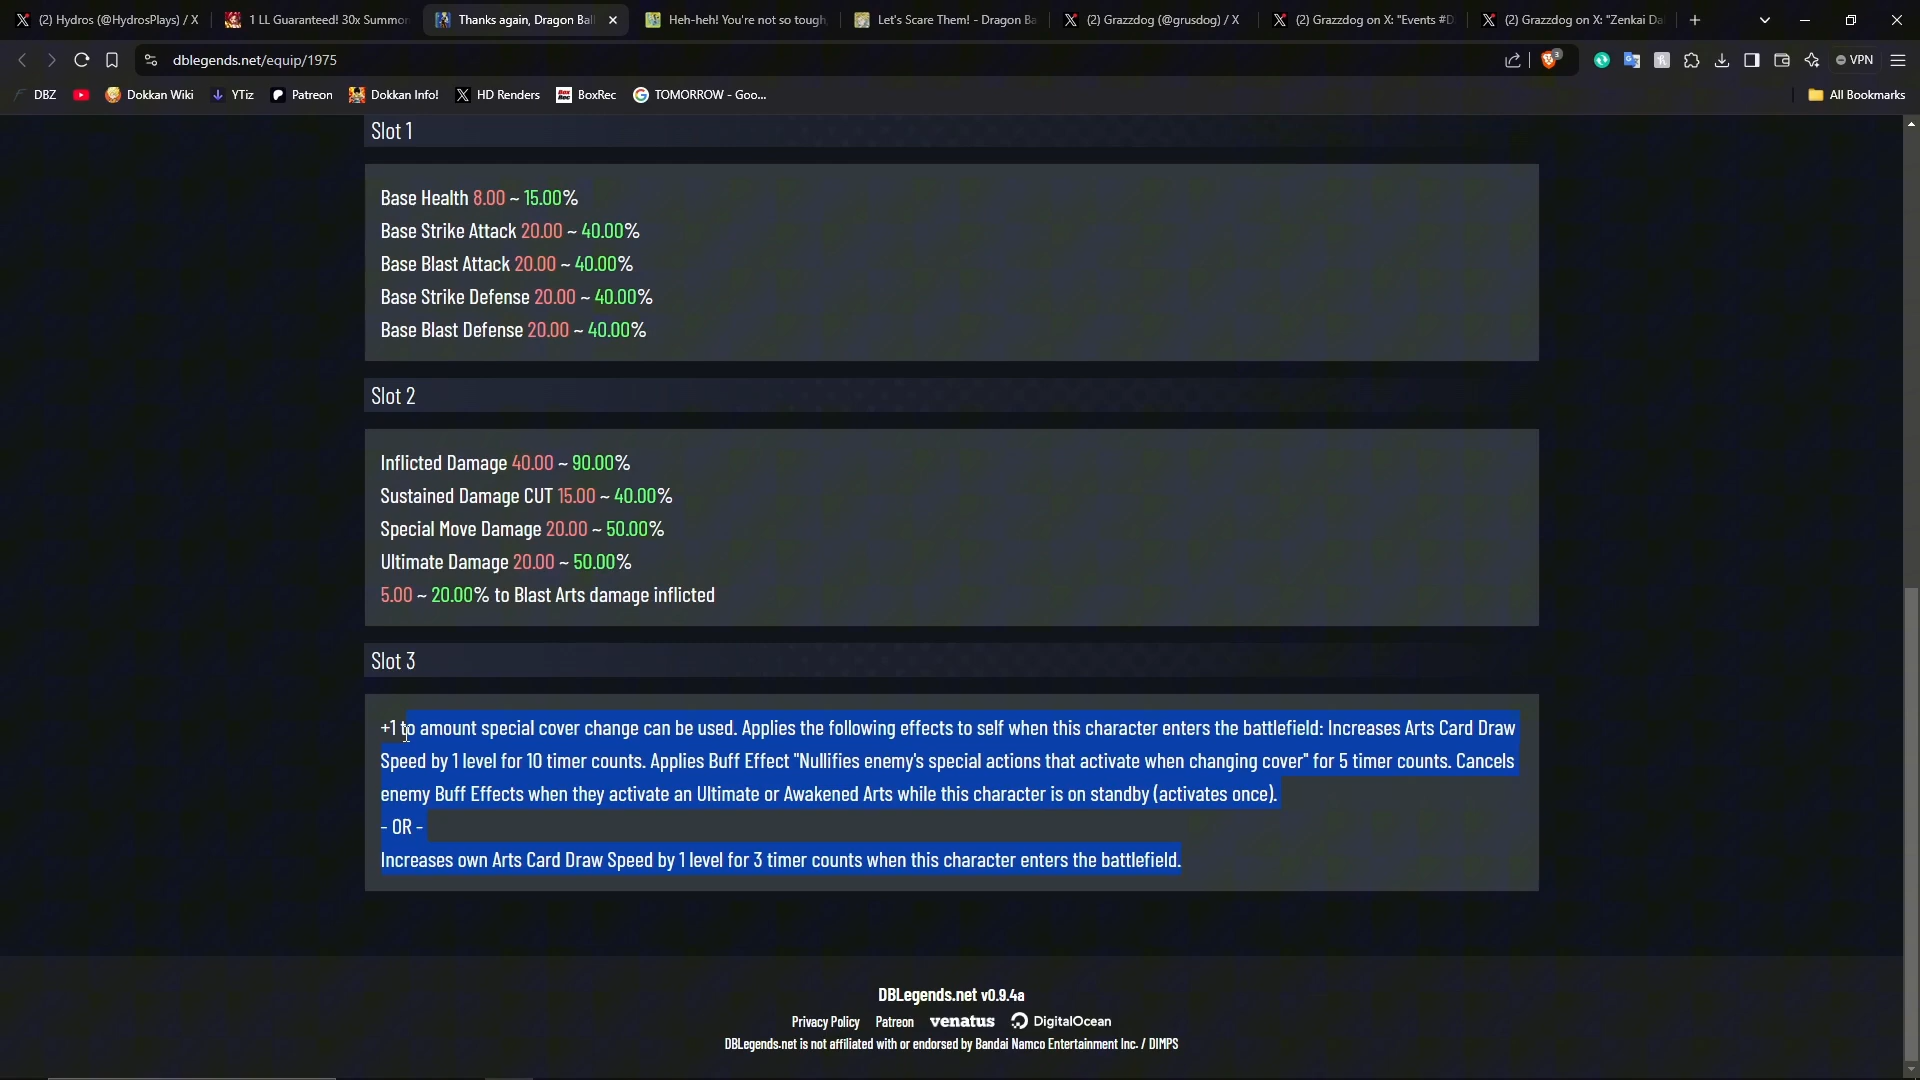 (2) Hydros (@HydrosPlays) / X
1 LL Guaranteed! 30x Summon
Thanks again, Dragon Ball
Heh-heh! You're not so tough,
Let's Scare Them! - Dragon Ba
(2) Grazzdog (@grusdog) / X
(2) Grazzdog on X: "Events #D
(2) Grazzdog on X: "Zenkai Da
dblegends.net/equip/1975
3
VPN
DBZ
Dokkan Wiki
YTiz
Patreon
Dokkan Info!
HD Renders
BoxRec
TOMORROW - Goo...
All Bookmarks
Slot 1
Base Health 8.00 ~ 15.00%
Base Strike Attack 20.00 ~ 40.00%
Base Blast Attack 20.00 ~ 40.00%
Base Strike Defense 20.00 ~ 40.00%
Base Blast Defense 20.00 ~ 40.00%
Slot 2
Inflicted Damage 40.00 ~ 90.00%
Sustained Damage CUT 15.00 ~ 40.00%
Special Move Damage 20.00 ~ 50.00%
Ultimate Damage 20.00 ~ 50.00%
5.00 ~ 20.00% to Blast Arts damage inflicted
Slot 3
+1 to amount special cover change can be used. Applies the following effects to self when this character enters the battlefield: Increases Arts Card Draw
Speed by 1 level for 10 timer counts. Applies Buff Effect "Nullifies enemy's special actions that activate when changing cover" for 5 timer counts. Cancels
enemy Buff Effects when they activate an Ultimate or Awakened Arts while this character is on standby (activates once).
- OR -
Increases own Arts Card Draw Speed by 1 level for 3 timer counts when this character enters the battlefield.
DBLegends.net v0.9.4a
Privacy Policy Patreon venatus DigitalOcean
DBLegends.net is not affiliated with or endorsed by Bandai Namco Entertainment Inc. / DIMPS